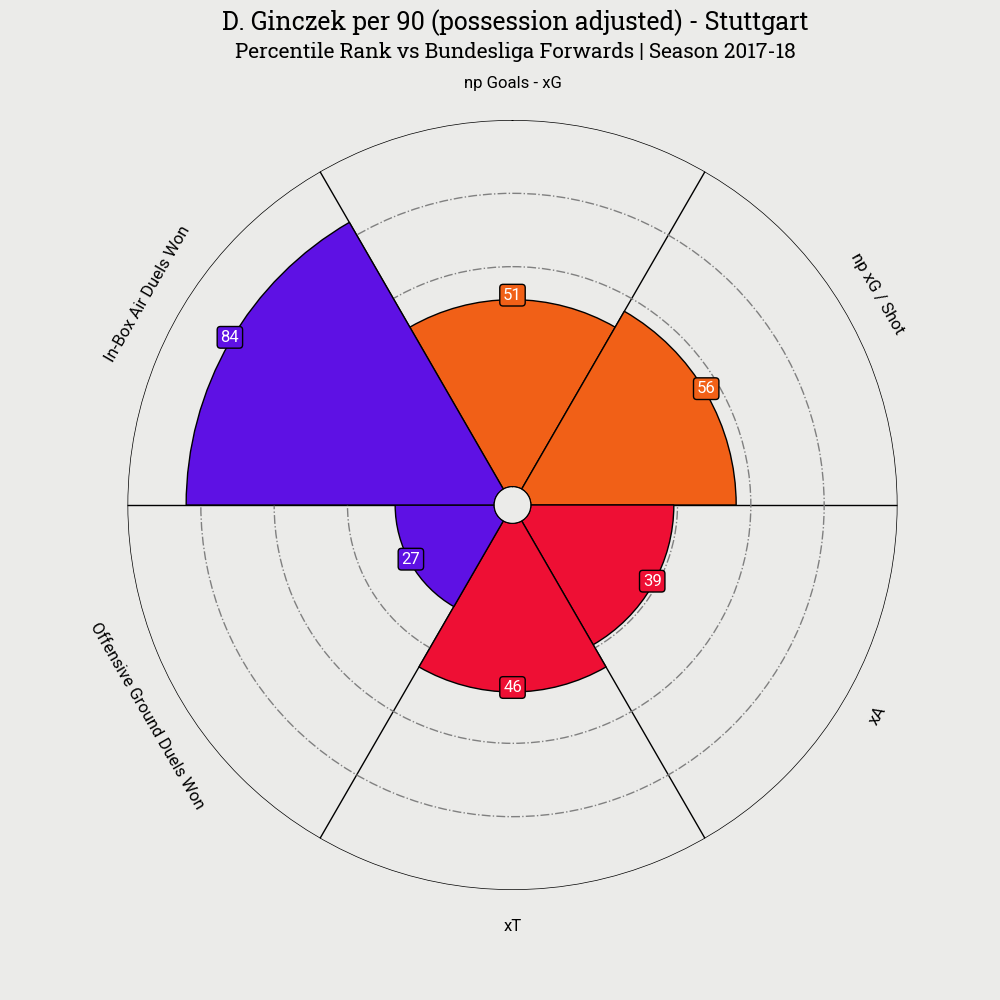 D. Ginczek per 90 (possession adjusted) - Stuttgart
Percentile Rank vs Bundesliga Forwards | Season 2017-18
np Goals - xG
In-Box Air Duels Won
np xG / Shot
51
84
56
27
39
46
Offensive Ground Duels Won
xA
xT